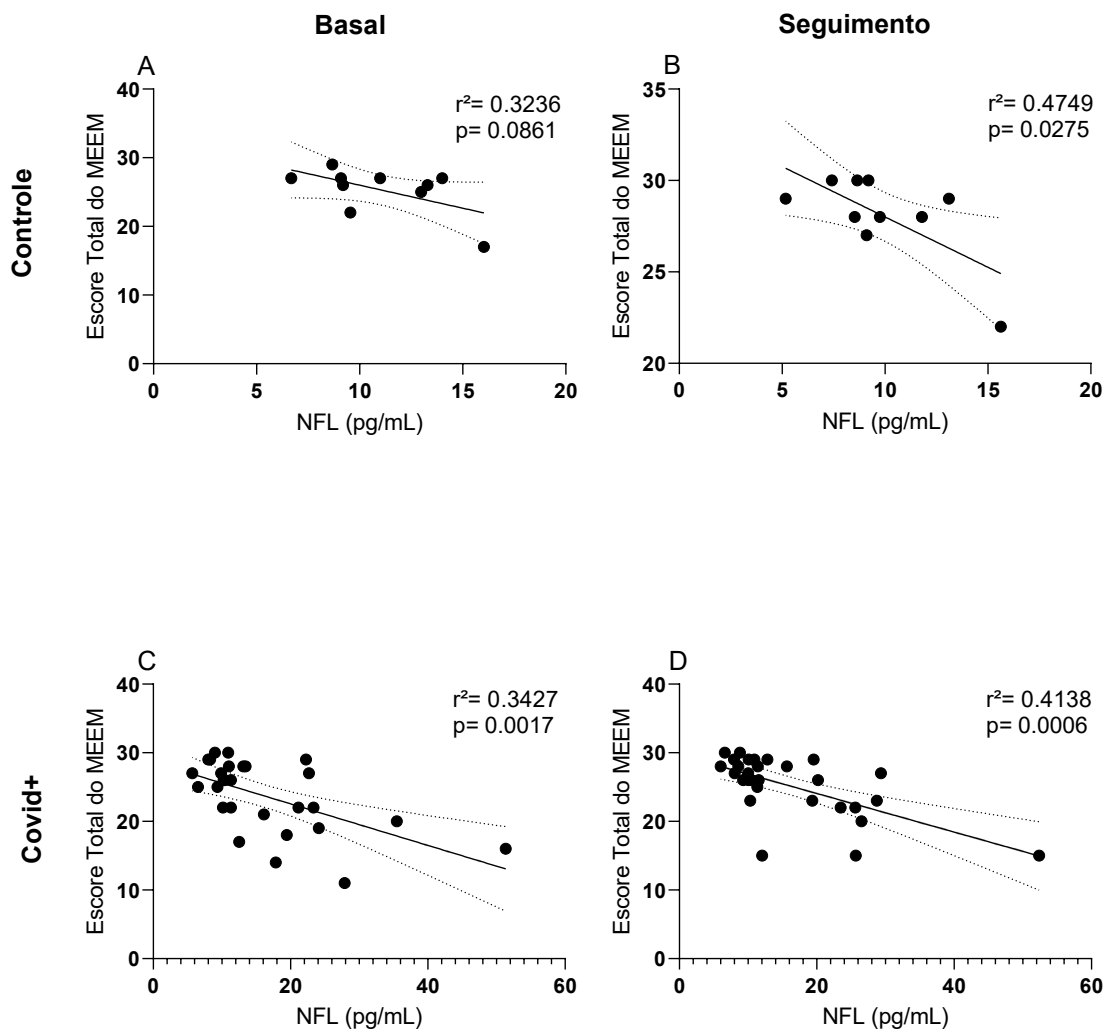 Basal
Seguimento
Controle
A
r²= 0.3236
p= 0.0861
Escore Total do MEEM
40
30
20
10
0
0 5 10 15 20
NFL (pg/mL)
B
r²= 0.4749
p= 0.0275
Escore Total do MEEM
35
30
25
20
0 5 10 15 20
NFL (pg/mL)
Covid+
C
r²= 0.3427
p= 0.0017
Escore Total do MEEM
40
30
20
10
0
0 20 40 60
NFL (pg/mL)
D
r²= 0.4138
p= 0.0006
Escore Total do MEEM
40
30
20
10
0
0 20 40 60
NFL (pg/mL)